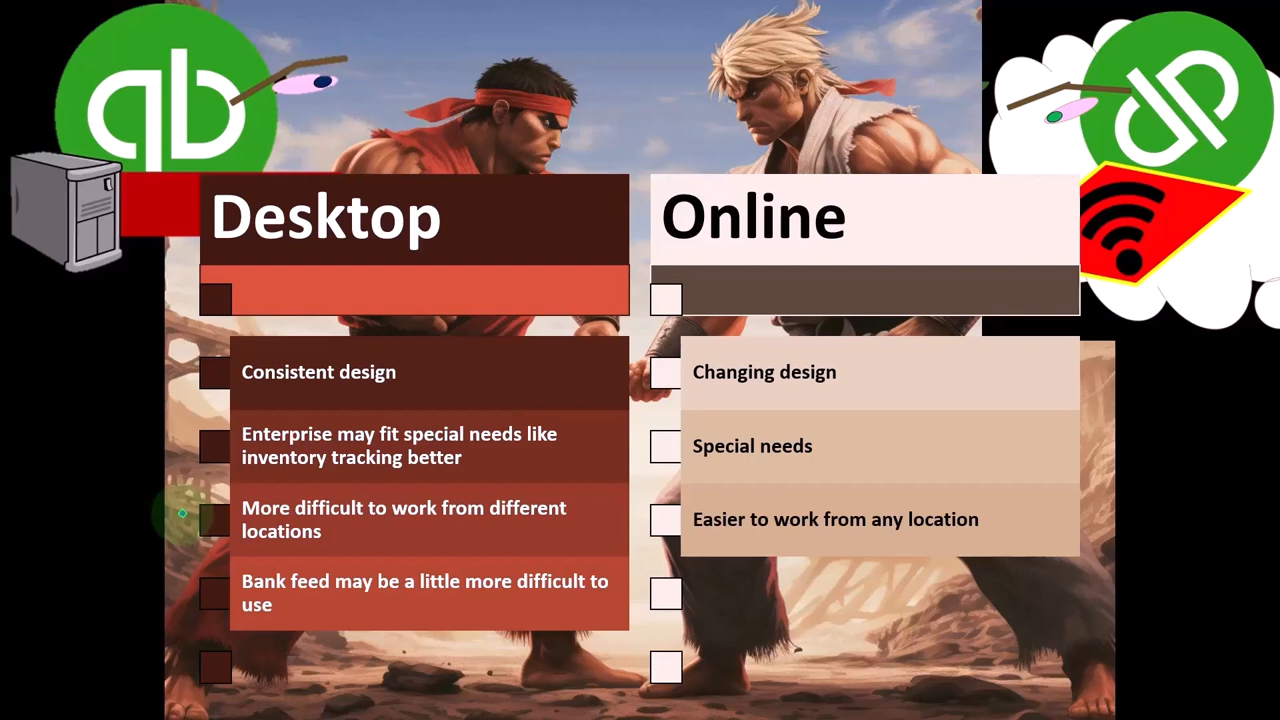 qb
Desktop
Online
qb
Consistent design
Enterprise may fit special needs like
inventory tracking better
More difficult to work from different
locations
Bank feed may be a little more difficult to
use
Changing design
Special needs
Easier to work from any location